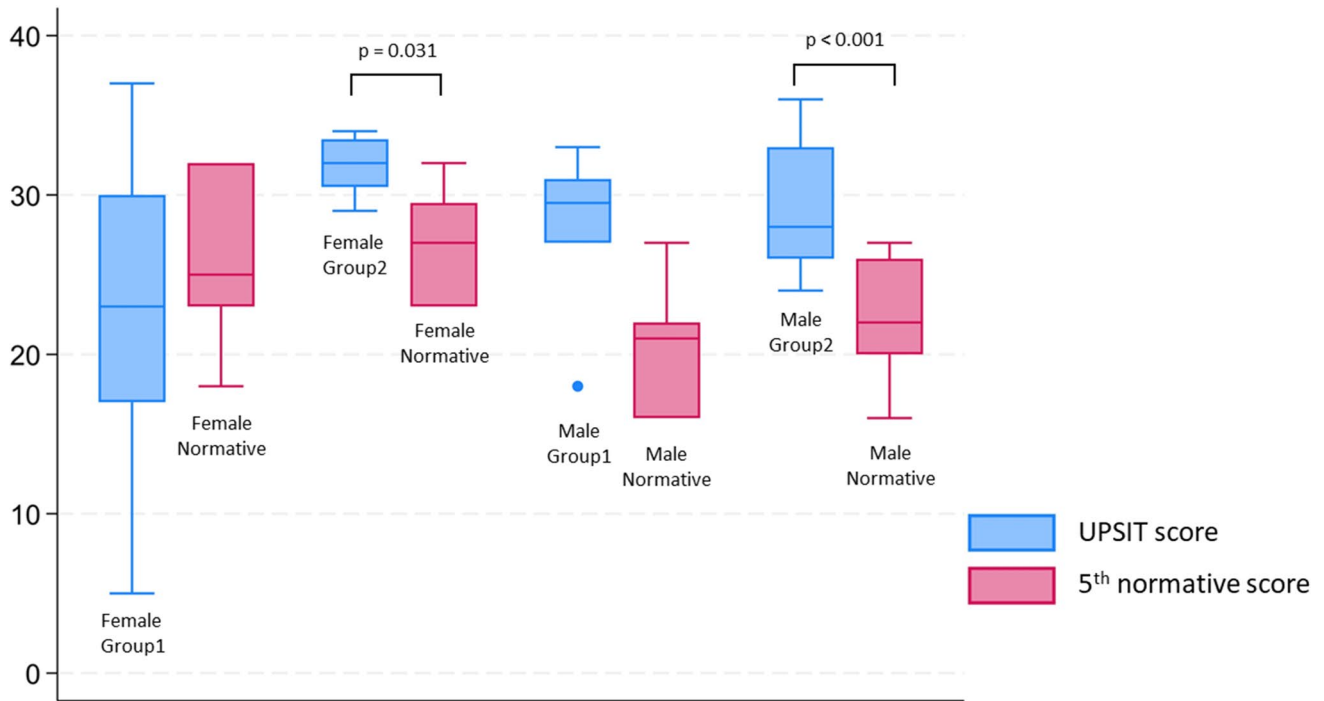 40
30
20
10
0
p = 0.031
p < 0.001
Female
Group1
Female
Normative
Female
Group2
Female
Normative
Male
Group1
Male
Normative
Male
Group2
Male
Normative
UPSIT score
5th normative score